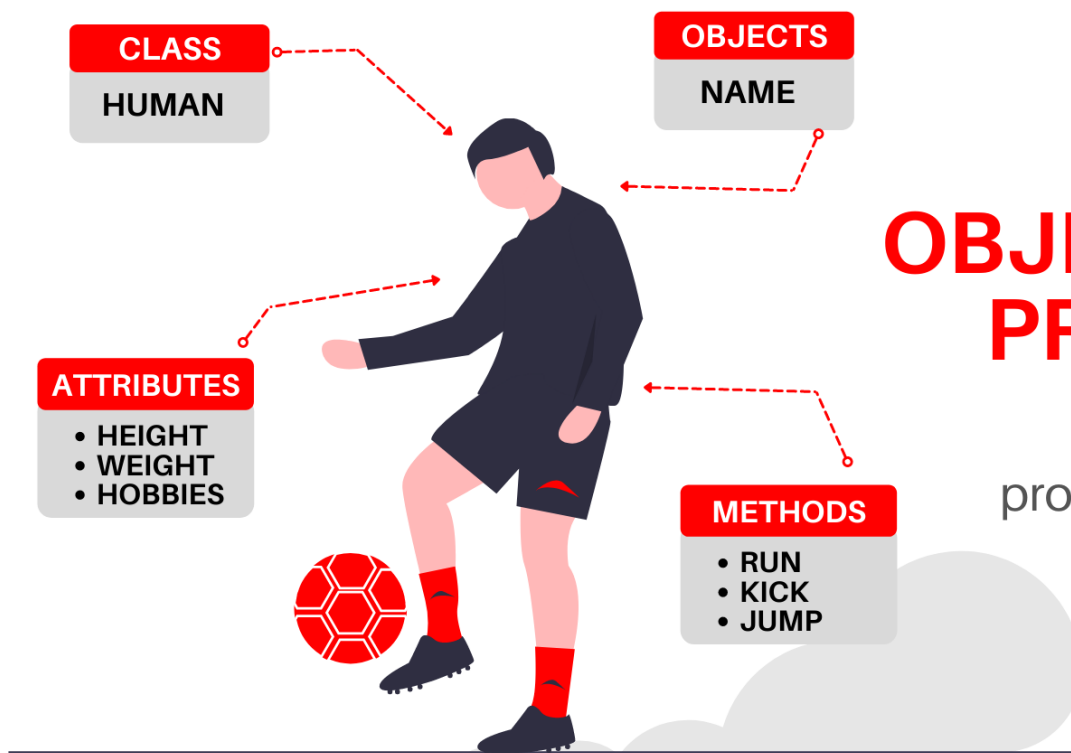 CLASS
HUMAN
OBJECTS
NAME
ATTRIBUTES
• HEIGHT
• WEIGHT
• HOBBIES
METHODS
• RUN
• KICK
• JUMP